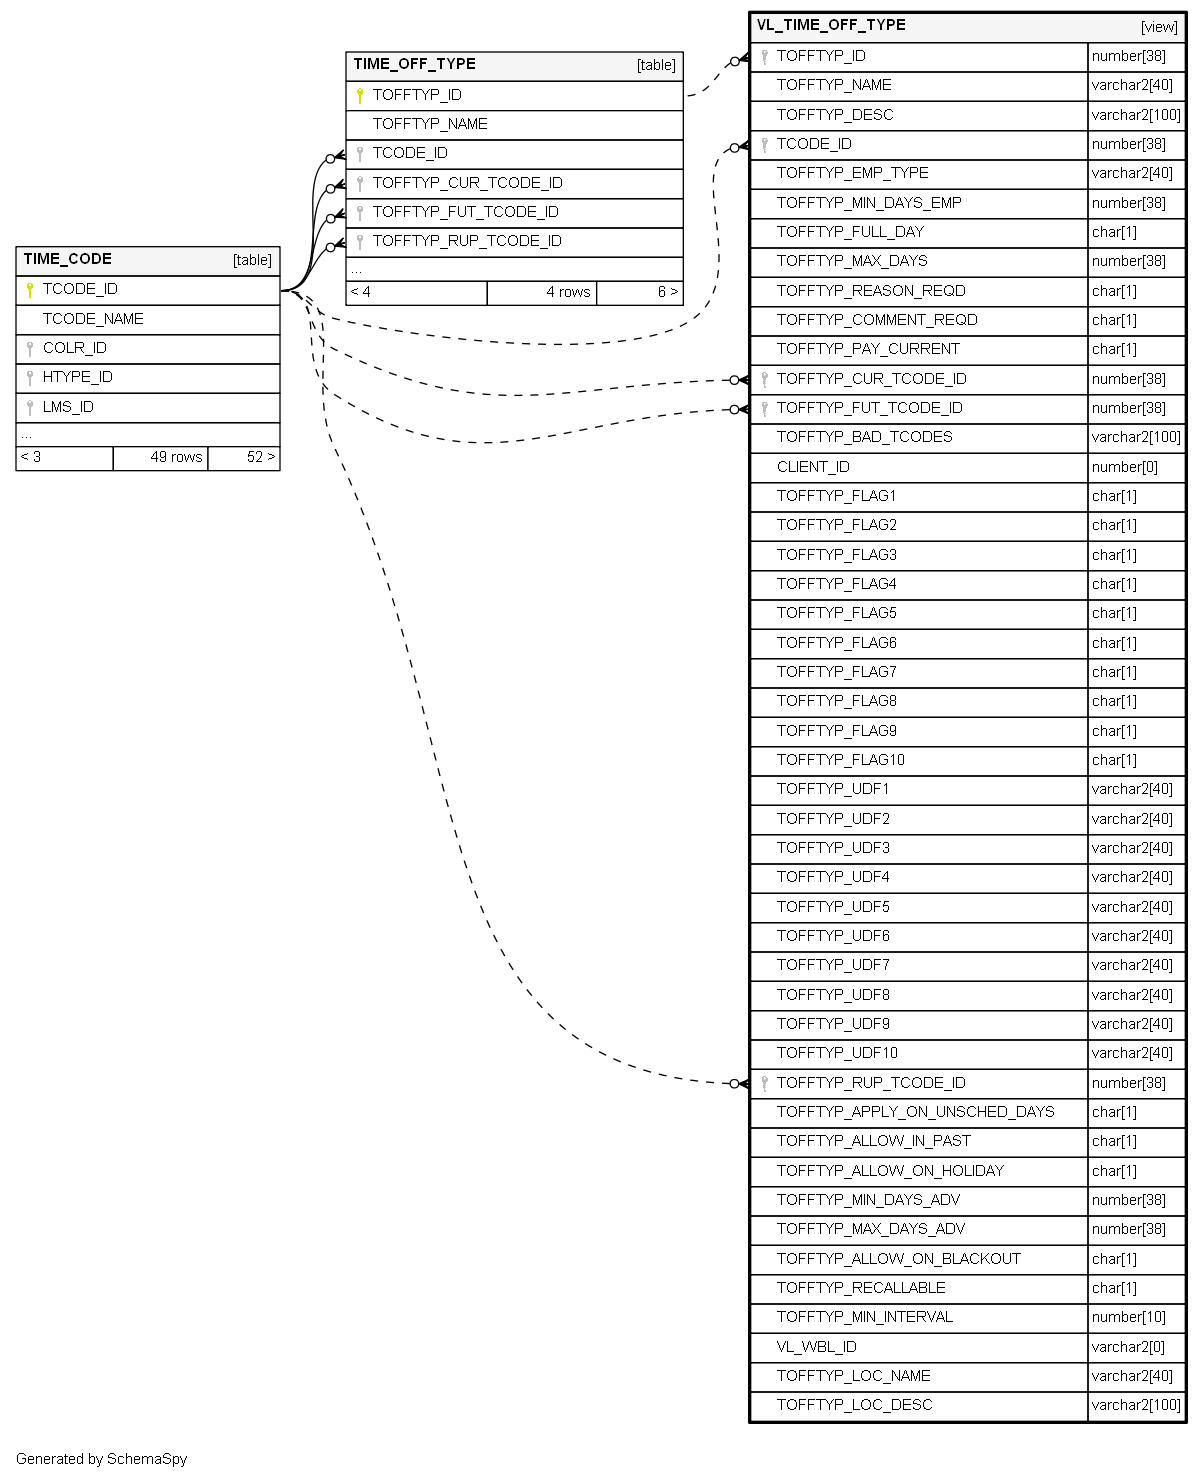 TIME_CODE [table]
TCODE_ID
TCODE_NAME
COLR_ID
HTYPE_ID
LMS_ID
...
< 3 49 rows 52 >
TIME_OFF_TYPE [table]
TOFFTYP_ID
TOFFTYP_NAME
TCODE_ID
TOFFTYP_CUR_TCODE_ID
TOFFTYP_FUT_TCODE_ID
TOFFTYP_RUP_TCODE_ID
...
< 4 4 rows 6 >
VL_TIME_OFF_TYPE [view]
TOFFTYP_ID number[38]
TOFFTYP_NAME varchar2[40]
TOFFTYP_DESC varchar2[100]
TCODE_ID number[38]
TOFFTYP_EMP_TYPE varchar2[40]
TOFFTYP_MIN_DAYS_EMP number[38]
TOFFTYP_FULL_DAY char[1]
TOFFTYP_MAX_DAYS number[38]
TOFFTYP_REASON_REQD char[1]
TOFFTYP_COMMENT_REQD char[1]
TOFFTYP_PAY_CURRENT char[1]
TOFFTYP_CUR_TCODE_ID number[38]
TOFFTYP_FUT_TCODE_ID number[38]
TOFFTYP_BAD_TCODES varchar2[100]
CLIENT_ID number[0]
TOFFTYP_FLAG1 char[1]
TOFFTYP_FLAG2 char[1]
TOFFTYP_FLAG3 char[1]
TOFFTYP_FLAG4 char[1]
TOFFTYP_FLAG5 char[1]
TOFFTYP_FLAG6 char[1]
TOFFTYP_FLAG7 char[1]
TOFFTYP_FLAG8 char[1]
TOFFTYP_FLAG9 char[1]
TOFFTYP_FLAG10 char[1]
TOFFTYP_UDF1 varchar2[40]
TOFFTYP_UDF2 varchar2[40]
TOFFTYP_UDF3 varchar2[40]
TOFFTYP_UDF4 varchar2[40]
TOFFTYP_UDF5 varchar2[40]
TOFFTYP_UDF6 varchar2[40]
TOFFTYP_UDF7 varchar2[40]
TOFFTYP_UDF8 varchar2[40]
TOFFTYP_UDF9 varchar2[40]
TOFFTYP_UDF10 varchar2[40]
TOFFTYP_RUP_TCODE_ID number[38]
TOFFTYP_APPLY_ON_UNSCHED_DAYS char[1]
TOFFTYP_ALLOW_IN_PAST char[1]
TOFFTYP_ALLOW_ON_HOLIDAY char[1]
TOFFTYP_MIN_DAYS_ADV number[38]
TOFFTYP_MAX_DAYS_ADV number[38]
TOFFTYP_ALLOW_ON_BLACKOUT char[1]
TOFFTYP_RECALLABLE char[1]
TOFFTYP_MIN_INTERVAL number[10]
VL_WBL_ID varchar2[0]
TOFFTYP_LOC_NAME varchar2[40]
TOFFTYP_LOC_DESC varchar2[100]
Generated by SchemaSpy